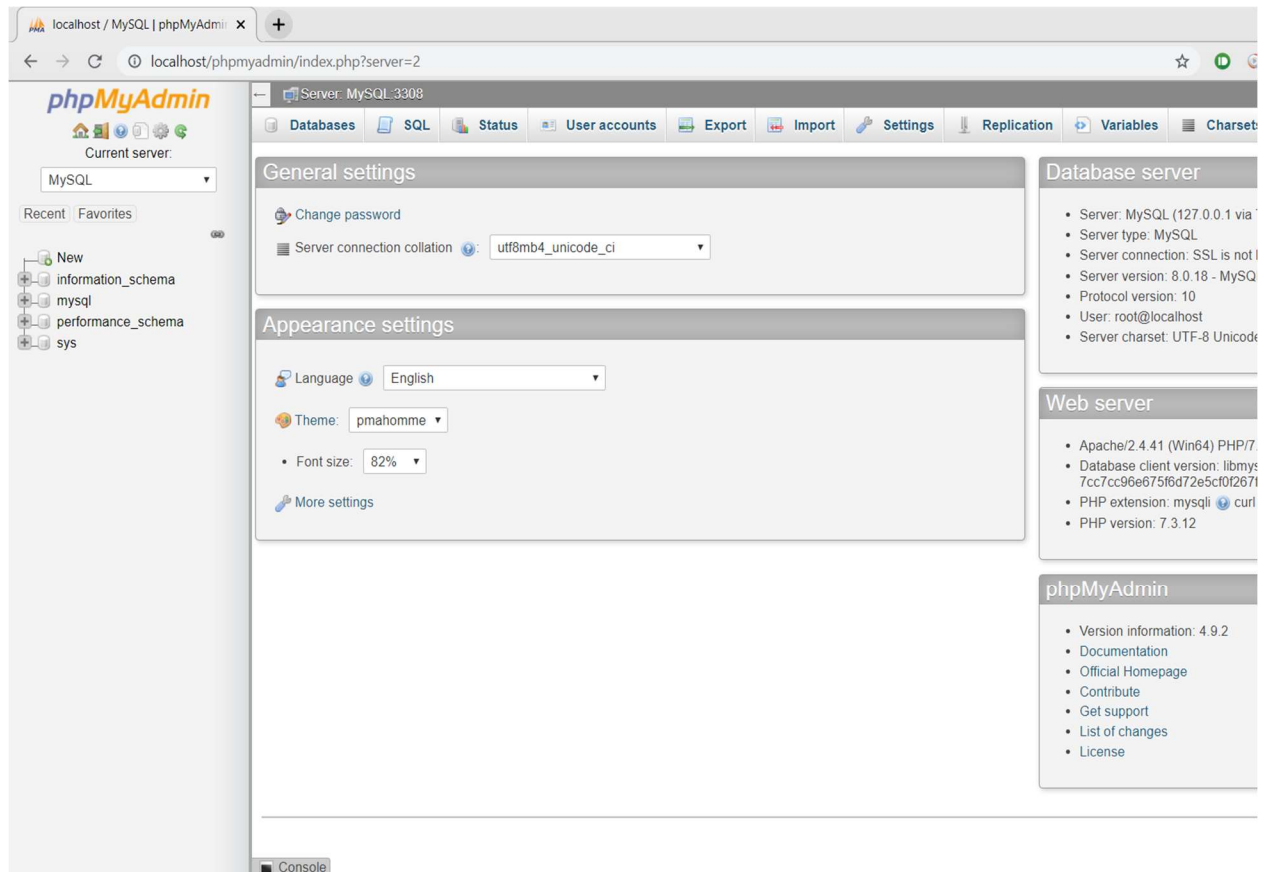 localhost / MySQL | phpMyAdmin
localhost/phpmyadmin/index.php?server=2
phpMyAdmin
Current server:
MySQL
Recent Favorites
New
information_schema
mysql
performance_schema
sys
Server: MySQL:3308
Databases SQL Status User accounts Export Import Settings Replication Variables Charsets
General settings
Change password
Server connection collation : utf8mb4_unicode_ci
Appearance settings
Language English
Theme: pmahomme
• Font size: 82%
More settings
Database server
• Server: MySQL (127.0.0.1 via
• Server type: MySQL
• Server connection: SSL is not
• Server version: 8.0.18 - MySQ
• Protocol version: 10
• User: root@localhost
• Server charset: UTF-8 Unicode
Web server
• Apache/2.4.41 (Win64) PHP/7.
• Database client version: libmys
7cc7cc96e675f6d72e5cf0f267f
• PHP extension: mysqli curl
• PHP version: 7.3.12
phpMyAdmin
• Version information: 4.9.2
• Documentation
• Official Homepage
• Contribute
• Get support
• List of changes
• License
Console